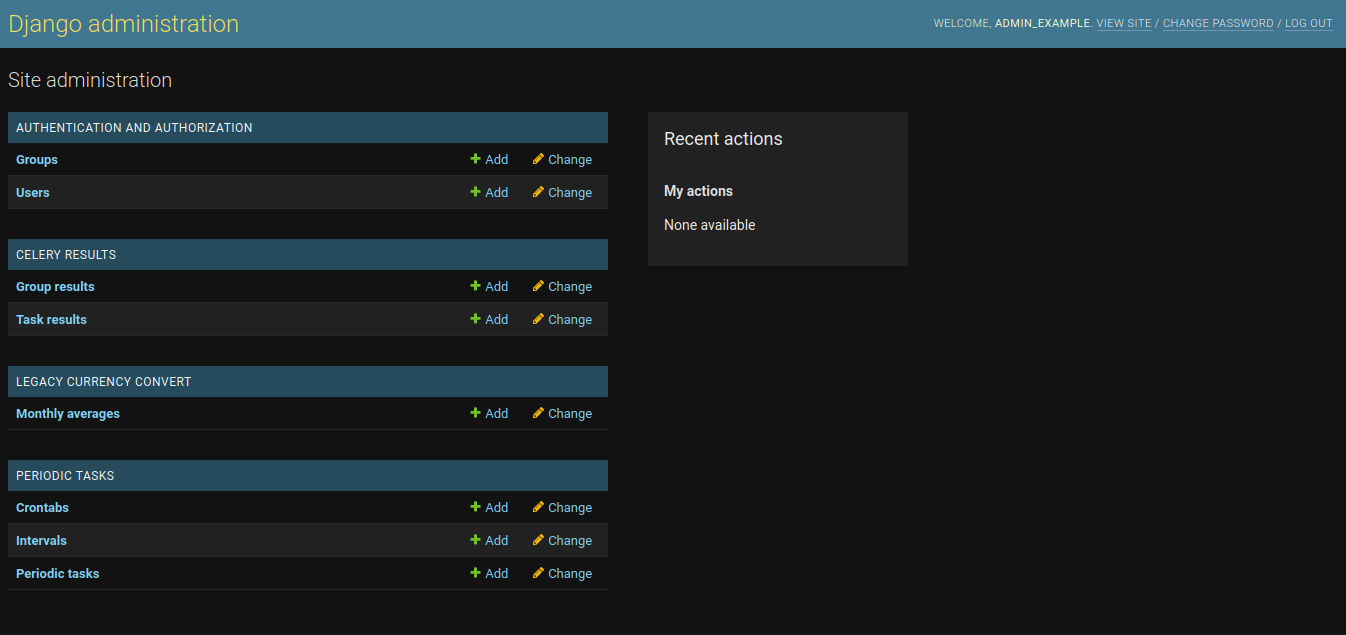 Django administration
WELCOME, ADMIN_EXAMPLE. VIEW SITE / CHANGE PASSWORD / LOG OUT
Site administration
AUTHENTICATION AND AUTHORIZATION
Groups Add Change
Users Add Change
CELERY RESULTS
Group results Add Change
Task results Add Change
LEGACY CURRENCY CONVERT
Monthly averages Add Change
PERIODIC TASKS
Crontabs Add Change
Intervals Add Change
Periodic tasks Add Change
Recent actions
My actions
None available